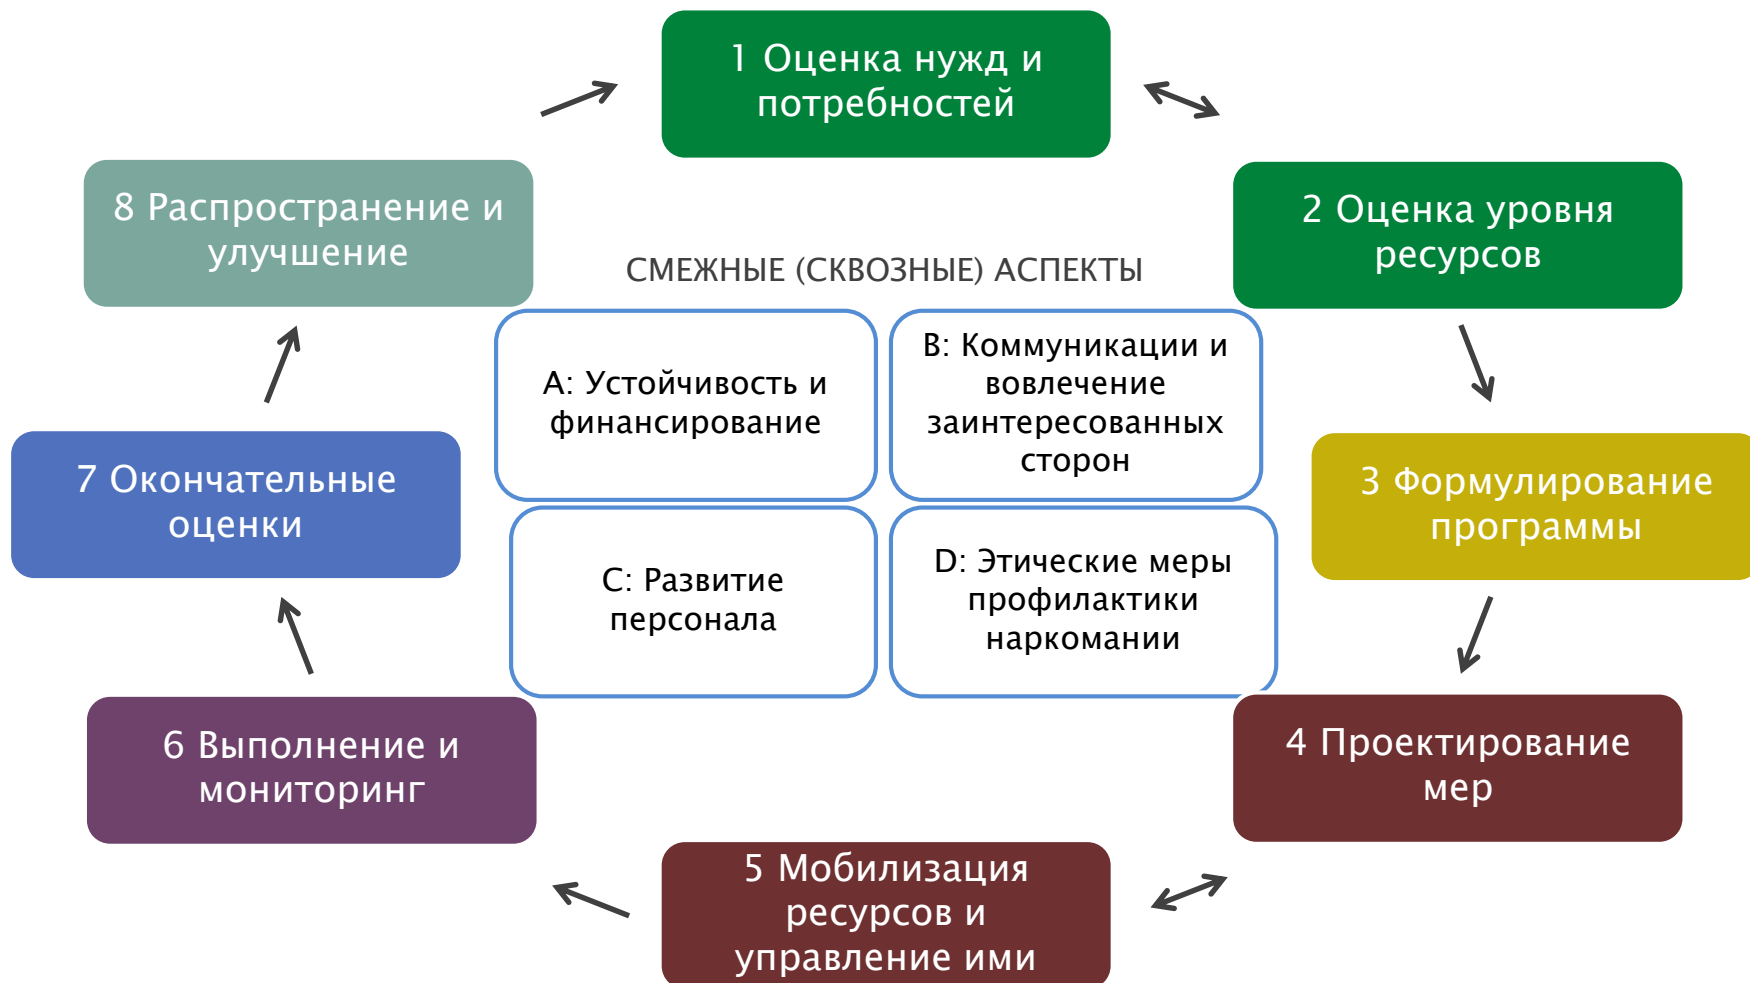 1 Оценка нужд и
потребностей
2 Оценка уровня
ресурсов
3 Формулирование
программы
4 Проектирование
мер
5 Мобилизация
ресурсов и
управление ими
6 Выполнение и
мониторинг
7 Окончательные
оценки
8 Распространение и
улучшение
СМЕЖНЫЕ (СКВОЗНЫЕ) АСПЕКТЫ
A: Устойчивость и
финансирование
B: Коммуникации и
вовлечение
заинтересованных
сторон
C: Развитие
персонала
D: Этические меры
профилактики
наркомании